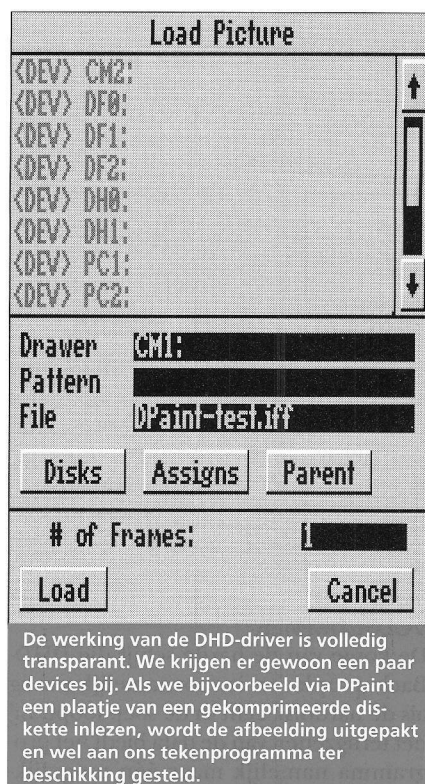 Load Picture
<DEV> CM2:
<DEV> DF0:
<DEV> DF1:
<DEV> DF2:
<DEV> DH0:
<DEV> DH1:
<DEV> PC1:
<DEV> PC2:
Drawer CM1:
Pattern
File DPaint-test.iff
Disks Assigns Parent
# of Frames: 1
Load Cancel
De werking van de DHD-driver is volledig
transparant. We krijgen er gewoon een paar
devices bij. Als we bijvoorbeeld via DPaint
een plaatje van een gekomprimeerde dis-
kette inlezen, wordt de afbeelding uitgepakt
en wel aan ons tekenprogramma ter
beschikking gesteld.